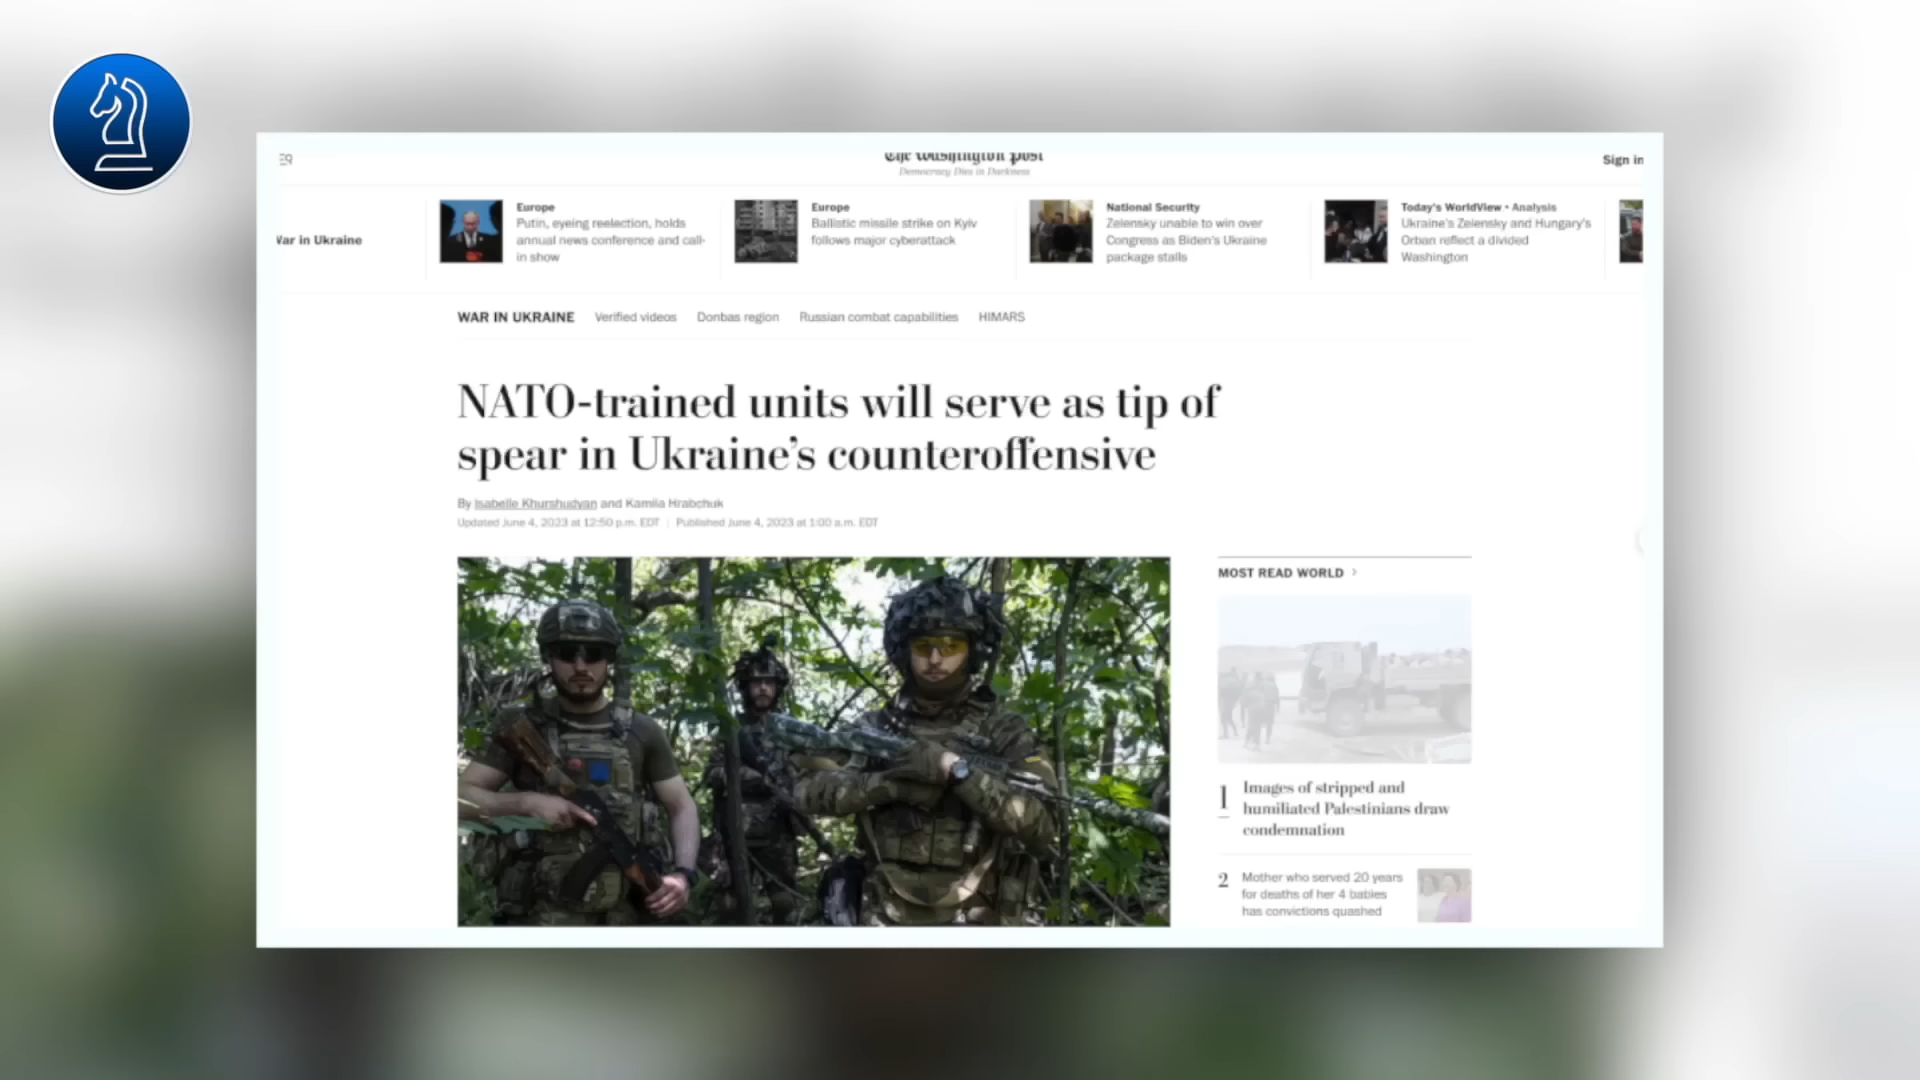 The Washington Post
Democracy Dies in Darkness
Sign in
War in Ukraine
Europe
Putin, eyeing reelection, holds
annual news conference and call-
in show
Europe
Ballistic missile strike on Kyiv
follows major cyberattack
National Security
Zelensky unable to win over
Congress as Biden's Ukraine
package stalls
Today's WorldView • Analysis
Ukraine's Zelensky and Hungary's
Orban reflect a divided
Washington
WAR IN UKRAINE Verified videos Donbas region Russian combat capabilities HIMARS
NATO-trained units will serve as tip of
spear in Ukraine's counteroffensive
By Isabelle Khurshudyan and Kamila Hrabchuk
Updated June 4, 2023 at 12:50 p.m. EDT | Published June 4, 2023 at 1:00 a.m. EDT
MOST READ WORLD >
1 Images of stripped and
humiliated Palestinians draw
condemnation
2 Mother who served 20 years
for deaths of her 4 babies
has convictions quashed